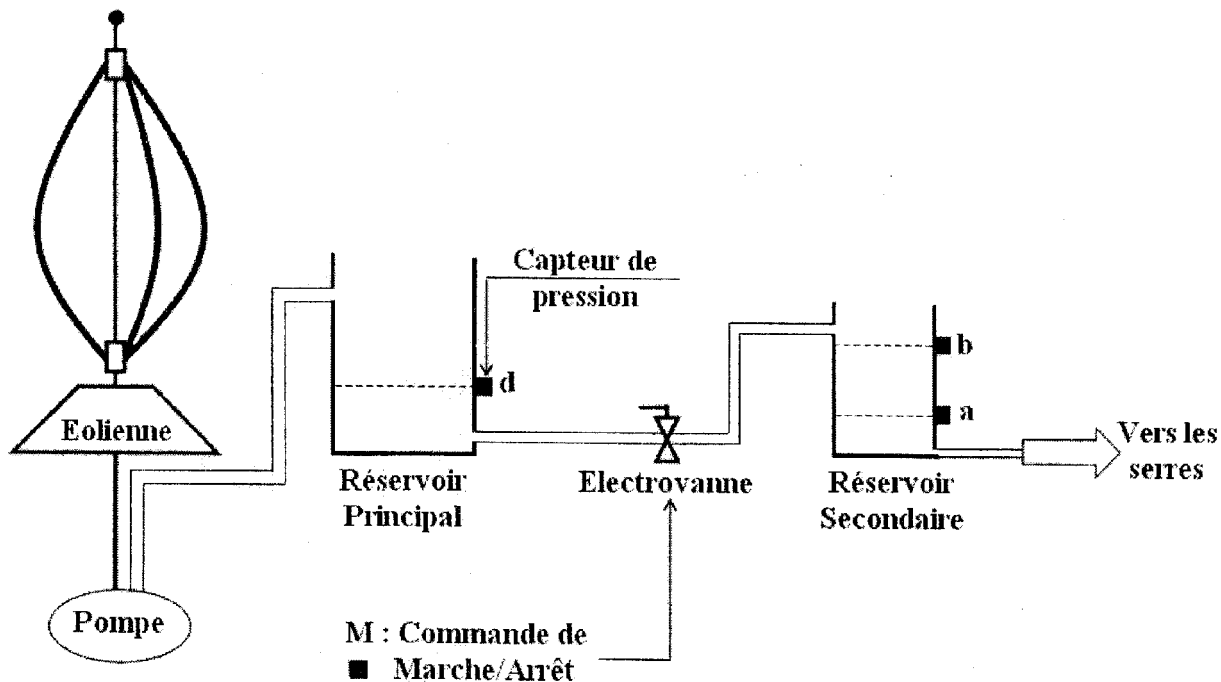 Capteur de
pression
d
b
a
Eolienne
Vers les
serres
Réservoir
Principal
Electrovanne
Réservoir
Secondaire
Pompe
M : Commande de
Marche/Arrêt